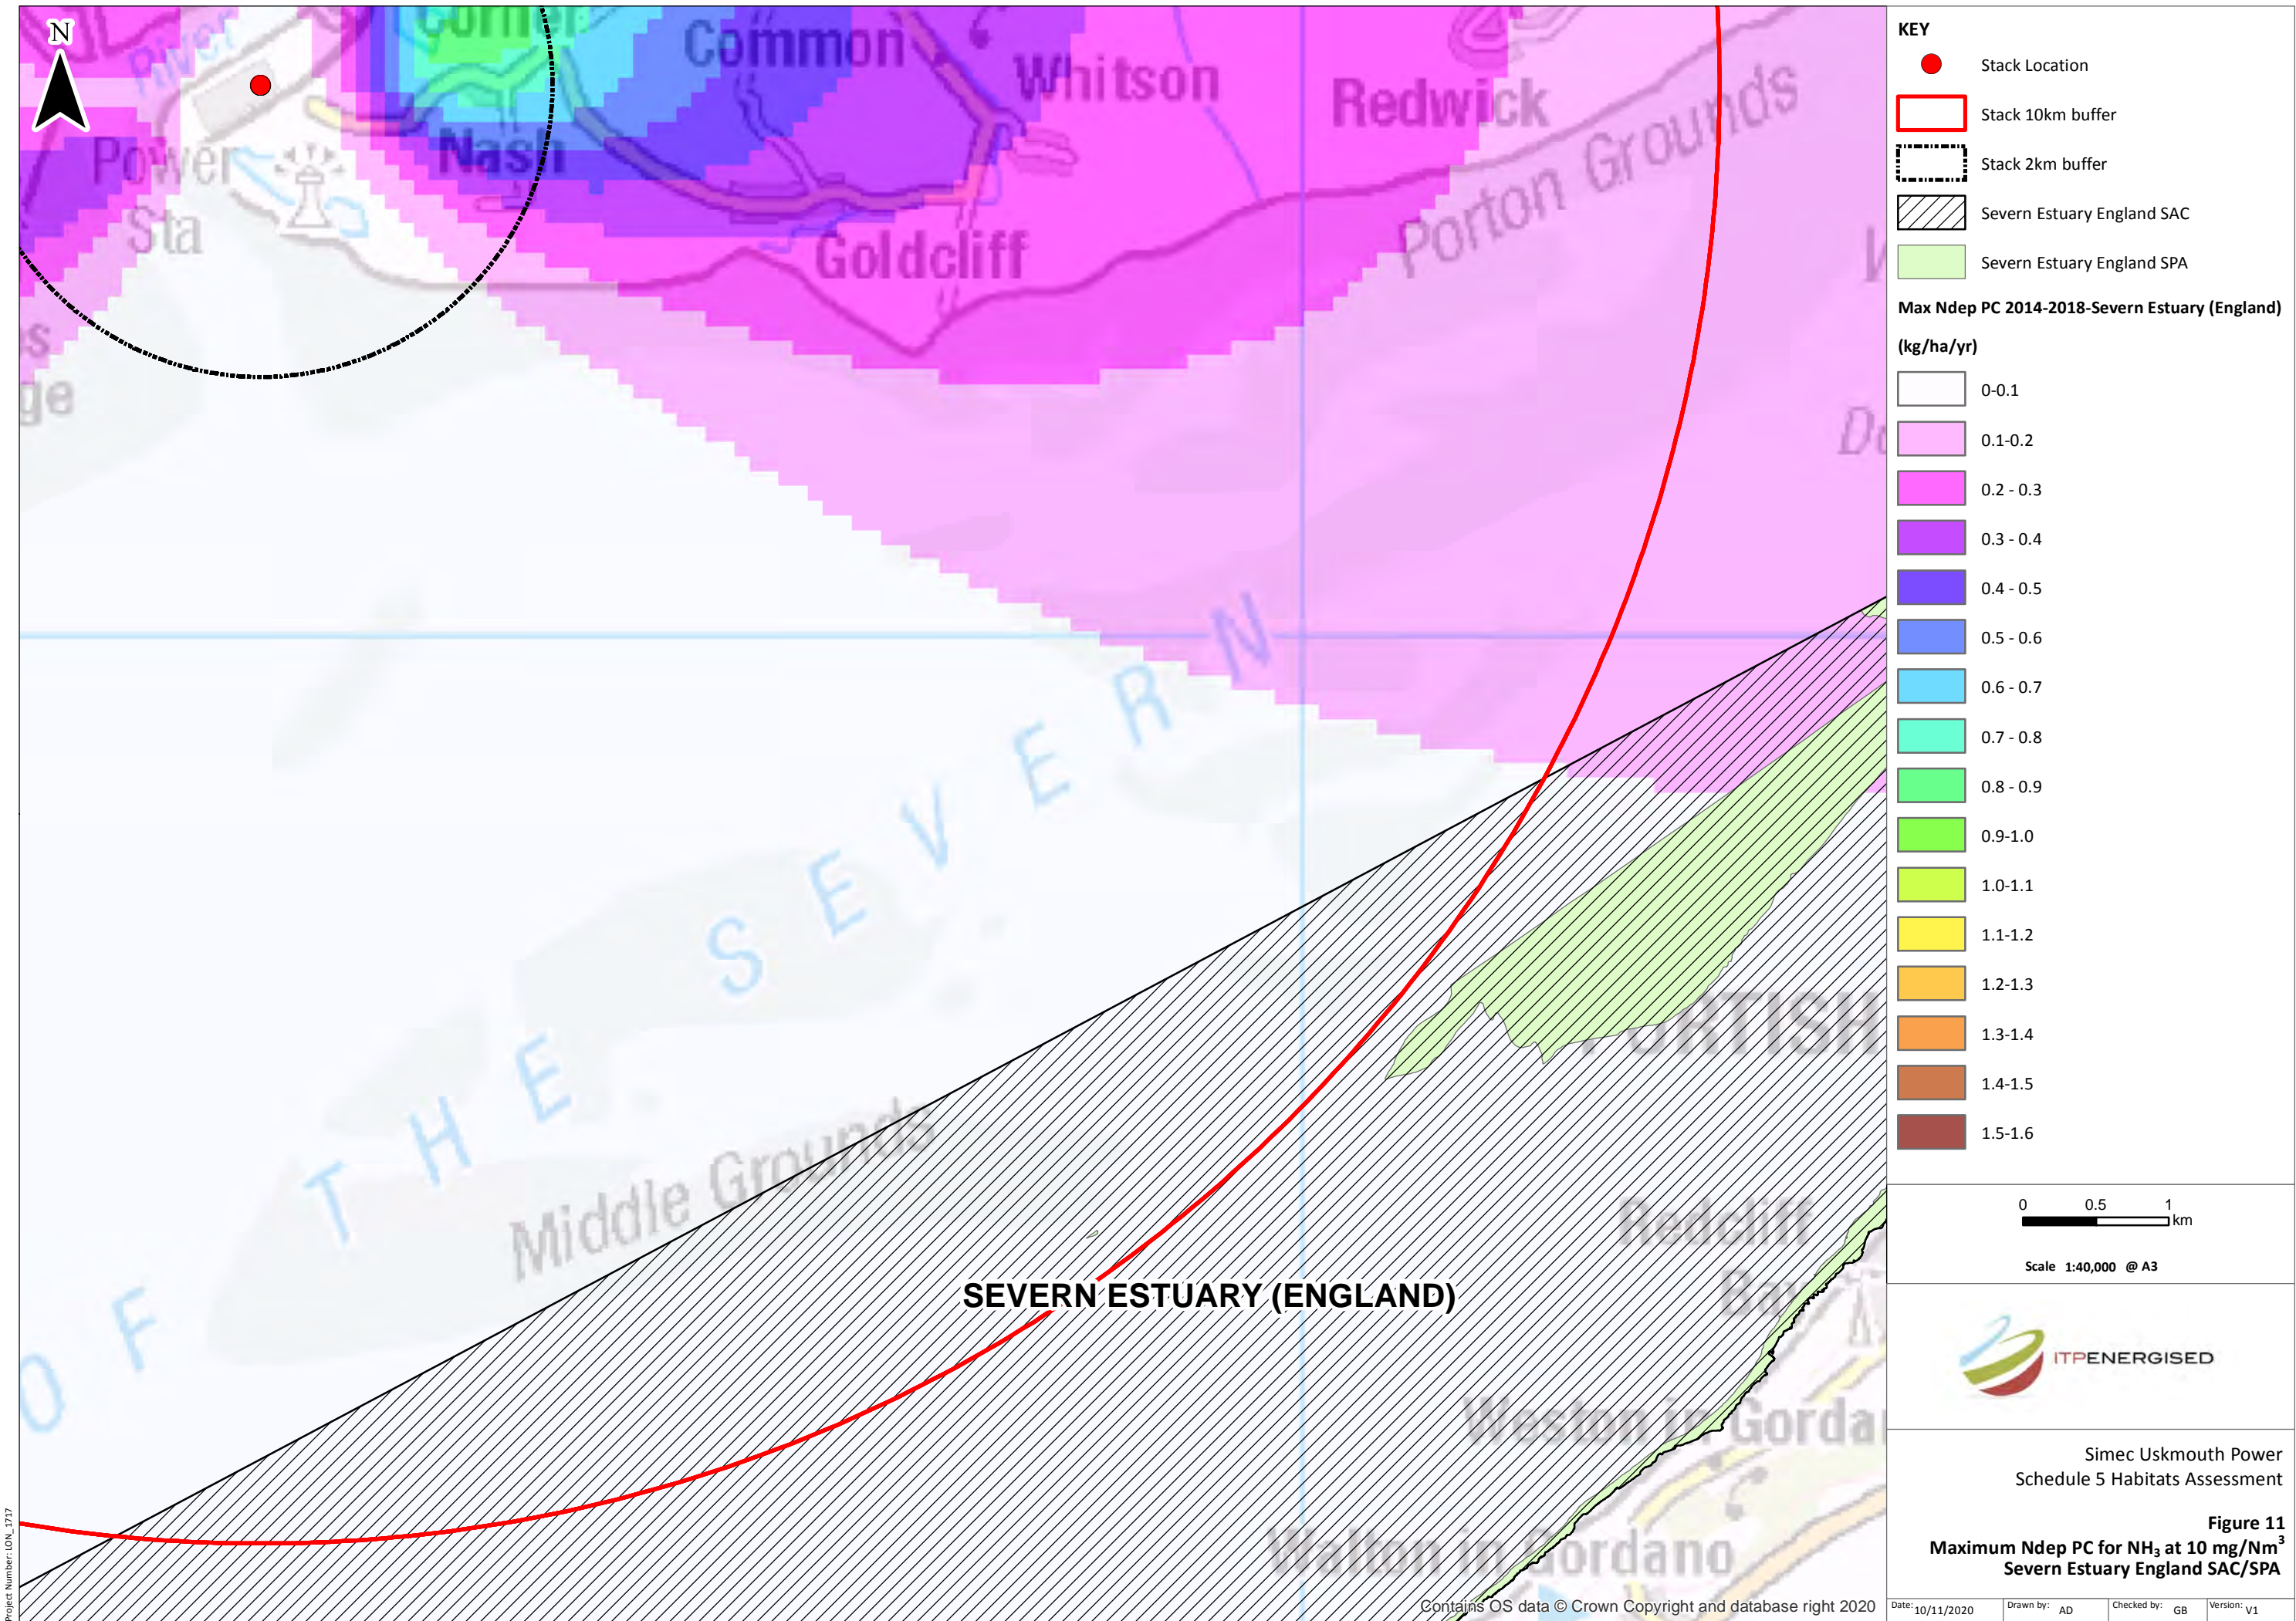 N
River
Corner
Common
Whitson
Redwick
Nash
Power
Sta
Goldcliff
Porton Grounds
ge
OF THE SEVERN
Middle Grounds
SEVERN ESTUARY (ENGLAND)
Redcliff
Bay
Weston in Gorda
Walton in Gordano
Contains OS data © Crown Copyright and database right 2020
Project Number: LON_1717
KEY
Stack Location
Stack 10km buffer
Stack 2km buffer
Severn Estuary England SAC
Severn Estuary England SPA
Max Ndep PC 2014-2018-Severn Estuary (England)
(kg/ha/yr)
0-0.1
0.1-0.2
0.2 - 0.3
0.3 - 0.4
0.4 - 0.5
0.5 - 0.6
0.6 - 0.7
0.7 - 0.8
0.8 - 0.9
0.9-1.0
1.0-1.1
1.1-1.2
1.2-1.3
1.3-1.4
1.4-1.5
1.5-1.6
0 0.5 1
km
Scale 1:40,000 @ A3
ITPENERGISED
Simec Uskmouth Power
Schedule 5 Habitats Assessment
Figure 11
Maximum Ndep PC for NH₃ at 10 mg/Nm³
Severn Estuary England SAC/SPA
Date: 10/11/2020 Drawn by: AD Checked by: GB Version: V1